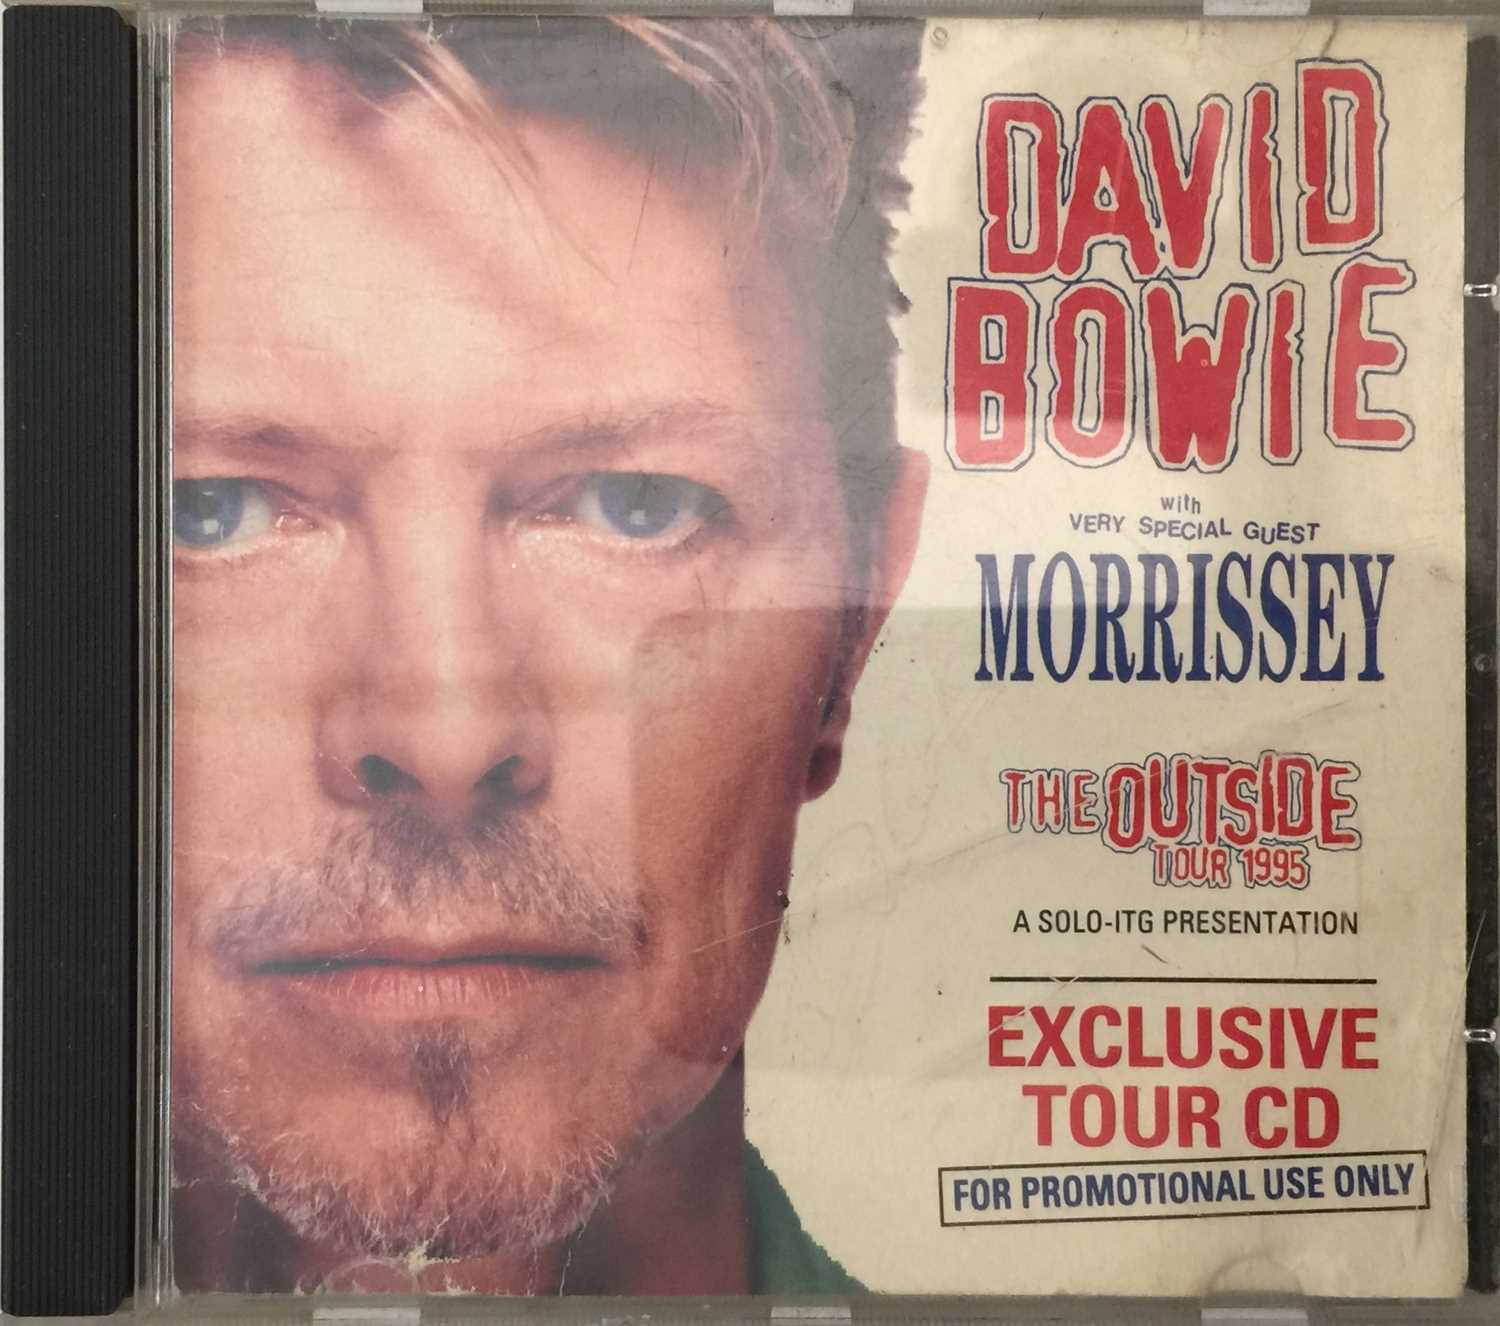 DAVID
BOWIE
with
VERY SPECIAL GUEST
MORRISSEY
THE OUTSIDE
TOUR 1995
A SOLO-ITG PRESENTATION
EXCLUSIVE
TOUR CD
FOR PROMOTIONAL USE ONLY